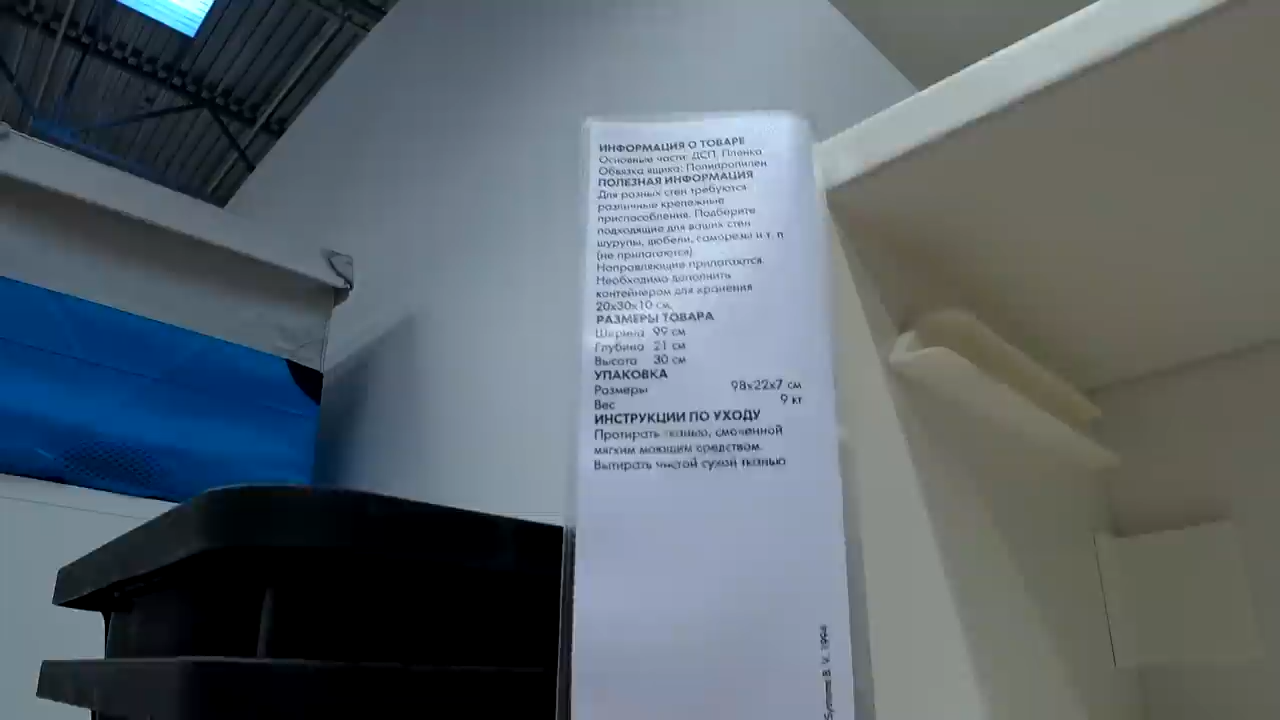 ИНФОРМАЦИЯ О ТОВАРЕ
Основные части: ДСП, Пленка
Обвязка ящика: Полипропилен
ПОЛЕЗНАЯ ИНФОРМАЦИЯ
Для разных стен требуются
различные крепежные
приспособления. Подберите
подходящие для ваших стен
шурупы, дюбели, саморезы и т. п
(не прилагаются).
Направляющие прилагаются.
Необходимо дополнить
контейнером для хранения
20x30x10 см.
РАЗМЕРЫ ТОВАРА
Ширина 99 см
Глубина 21 см
Высота 30 см
УПАКОВКА
Размеры 98x22x7 см
Вес 9 кг
ИНСТРУКЦИИ ПО УХОДУ
Протирать тканью, смоченной
мягким моющим средством.
Вытирать чистой сухой тканью
Systems B. V. 1994